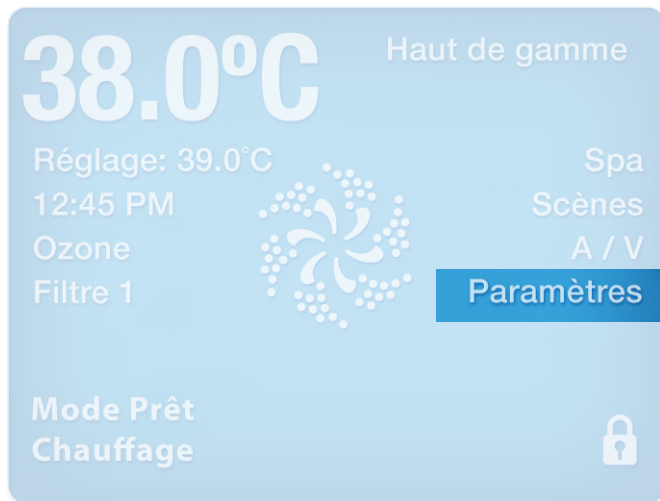 38.0ºC
Haut de gamme
Réglage: 39.0°C
Spa
12:45 PM
Scènes
Ozone
A / V
Filtre 1
Paramètres
Mode Prêt
Chauffage